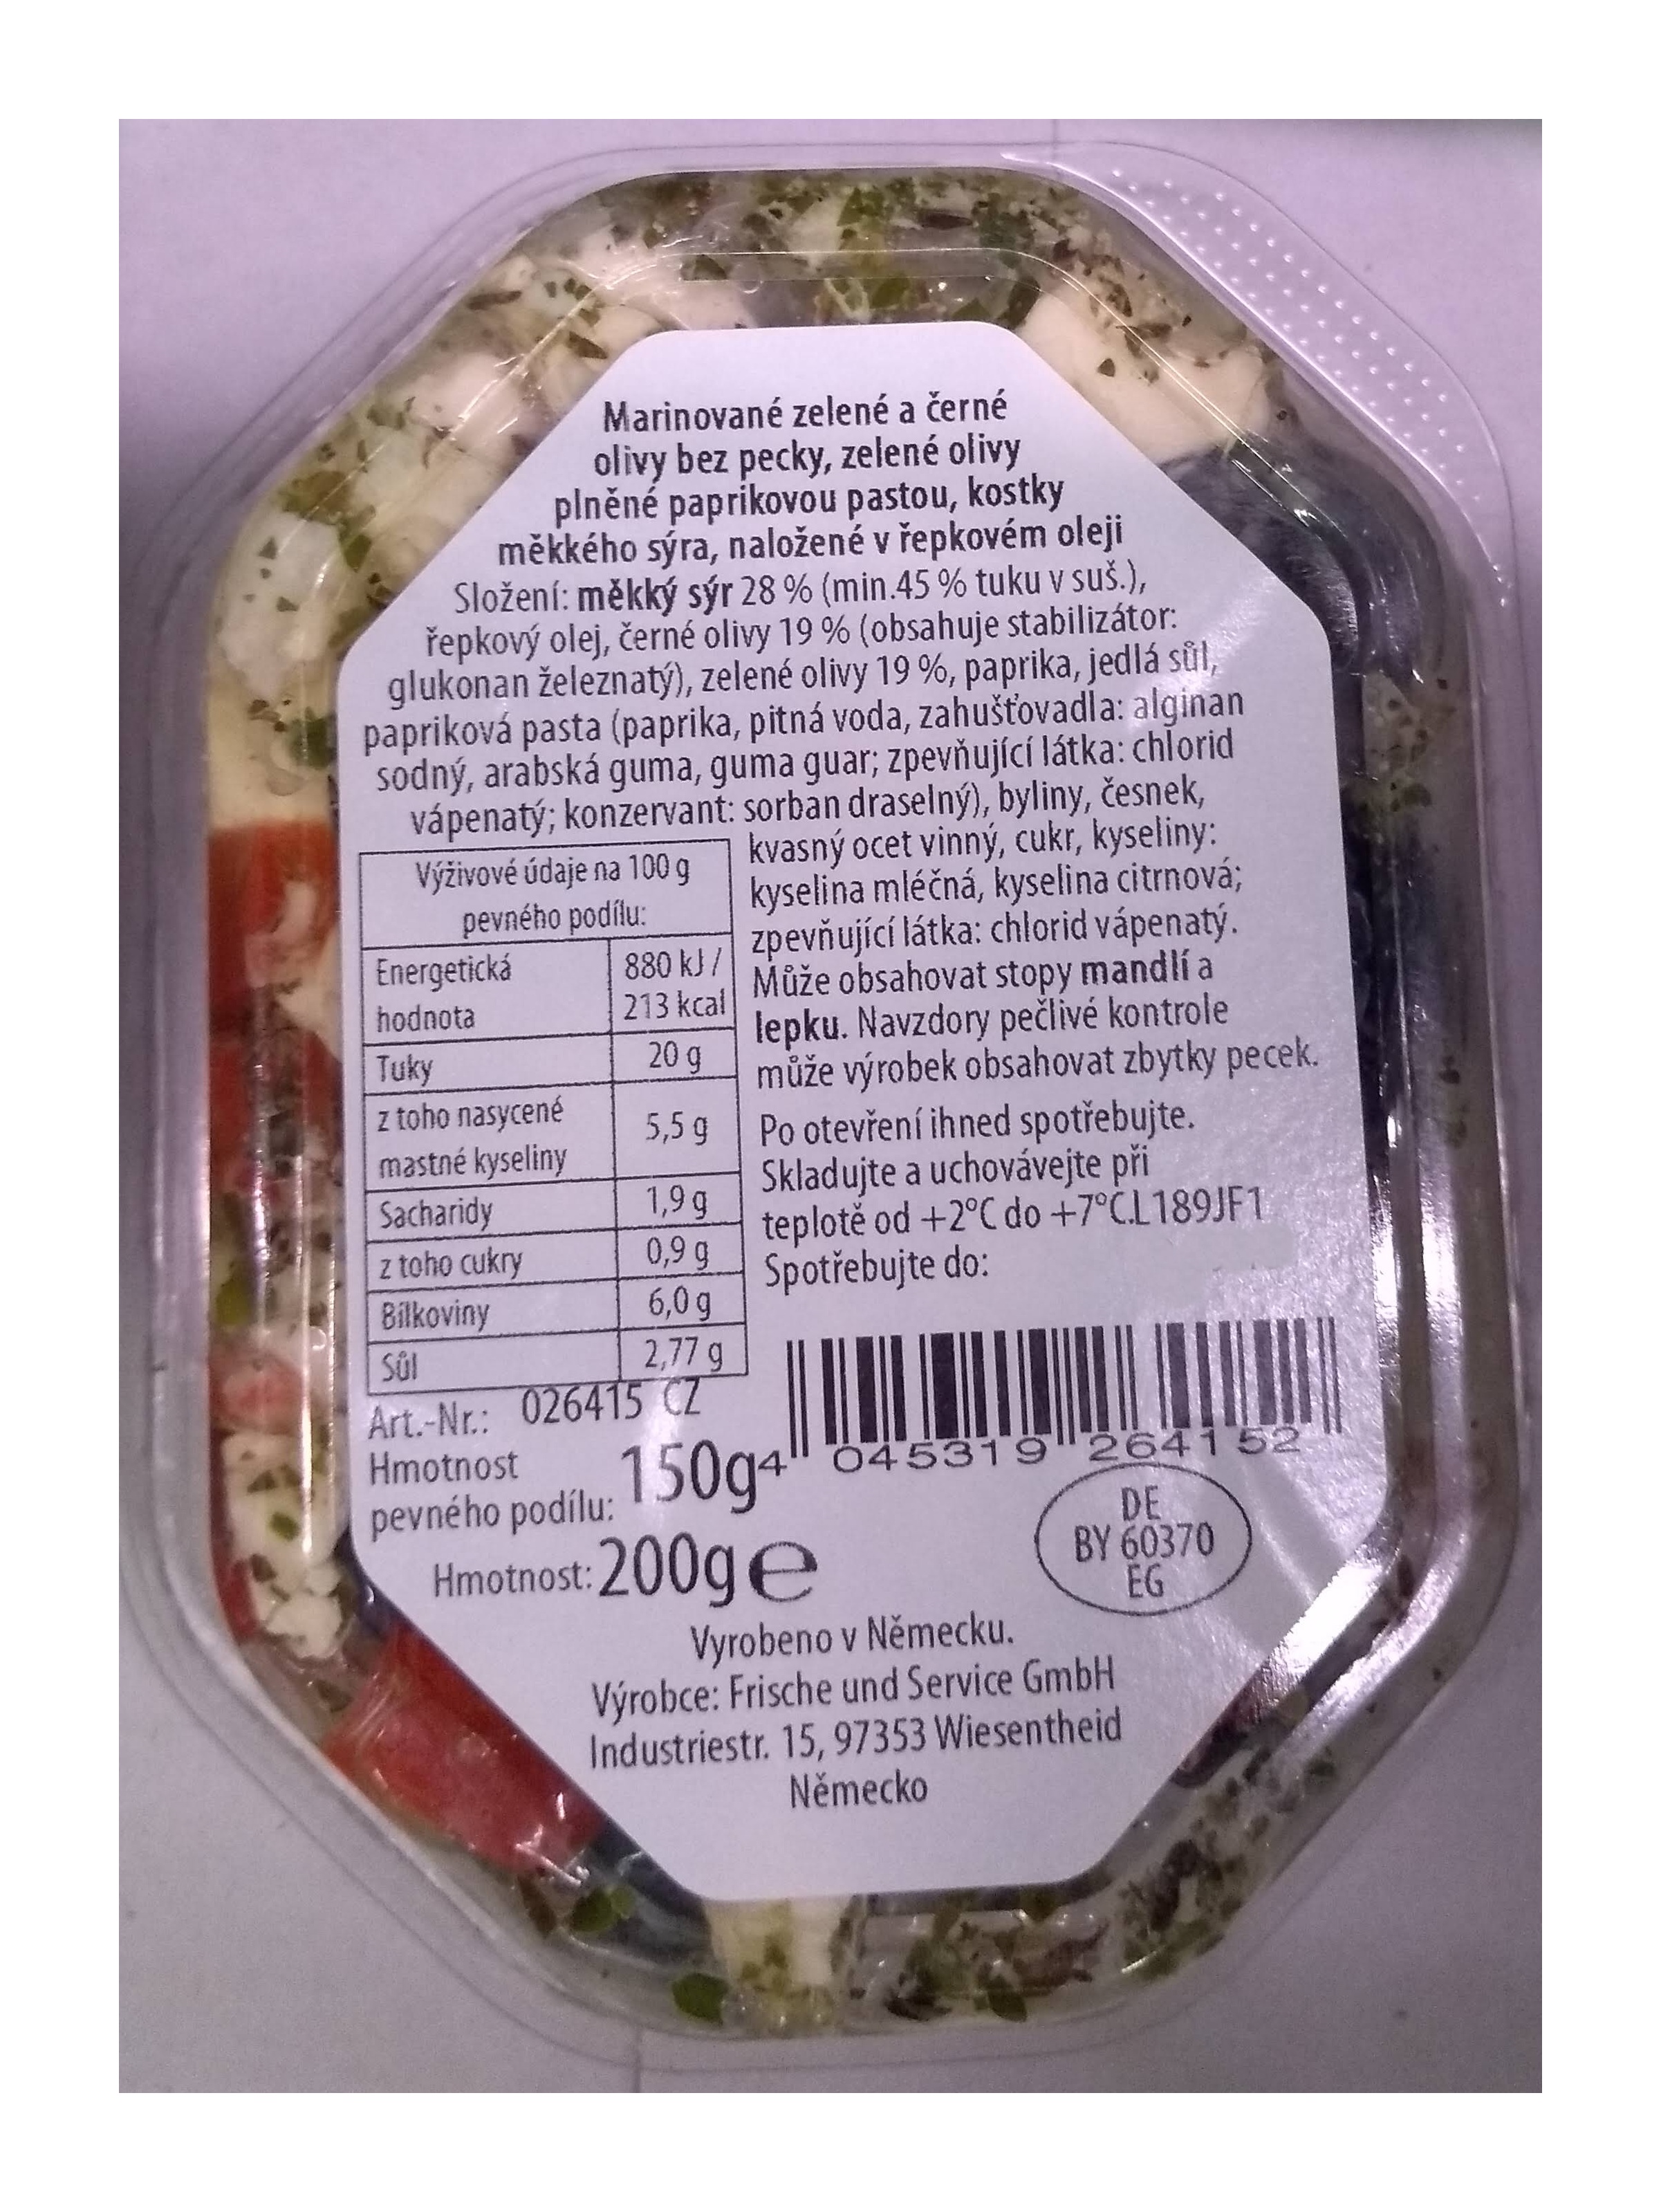 Marinované zelené a černé
olivy bez pecky, zelené olivy
plněné paprikovou pastou, kostky
měkkého sýra, naložené v řepkovém oleji
Složení: měkký sýr 28 % (min.45 % tuku v suš.),
řepkový olej, černé olivy 19 % (obsahuje stabilizátor:
glukonan železnatý), zelené olivy 19 %, paprika, jedlá sůl,
papriková pasta (paprika, pitná voda, zahušťovadla: alginan
sodný, arabská guma, guma guar; zpevňující látka: chlorid
vápenatý; konzervant: sorban draselný), byliny, česnek,
kvasný ocet vinný, cukr, kyseliny:
kyselina mléčná, kyselina citrnová;
zpevňující látka: chlorid vápenatý.
Může obsahovat stopy mandlí a
lepku. Navzdory pečlivé kontrole
může výrobek obsahovat zbytky pecek.
Po otevření ihned spotřebujte.
Skladujte a uchovávejte při
teplotě od +2°C do +7°C.L189JF1
Spotřebujte do:
Výživové údaje na 100 g
pevného podílu:
Energetická 880 kJ /
hodnota 213 kcal
Tuky 20 g
z toho nasycené
mastné kyseliny 5,5 g
Sacharidy 1,9 g
z toho cukry 0,9 g
Bílkoviny 6,0 g
Sůl 2,77 g
Art.-Nr.: 026415 CZ
Hmotnost
pevného podílu: 150g
4 045319 264152
Hmotnost: 200g e
DE
BY 60370
EG
Vyrobeno v Německu.
Výrobce: Frische und Service GmbH
Industriestr. 15, 97353 Wiesentheid
Německo